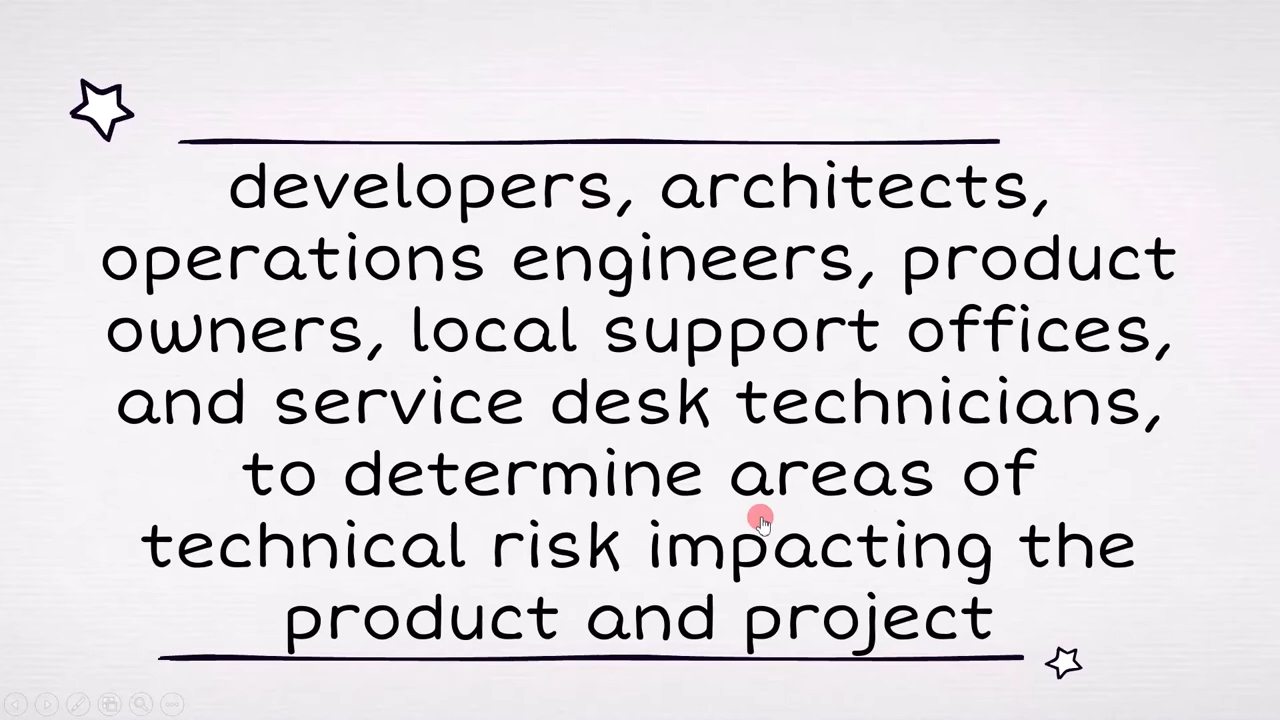 developers, architects,
operations engineers, product
owners, local support offices,
and service desk technicians,
to determine areas of
technical risk impacting the
product and project